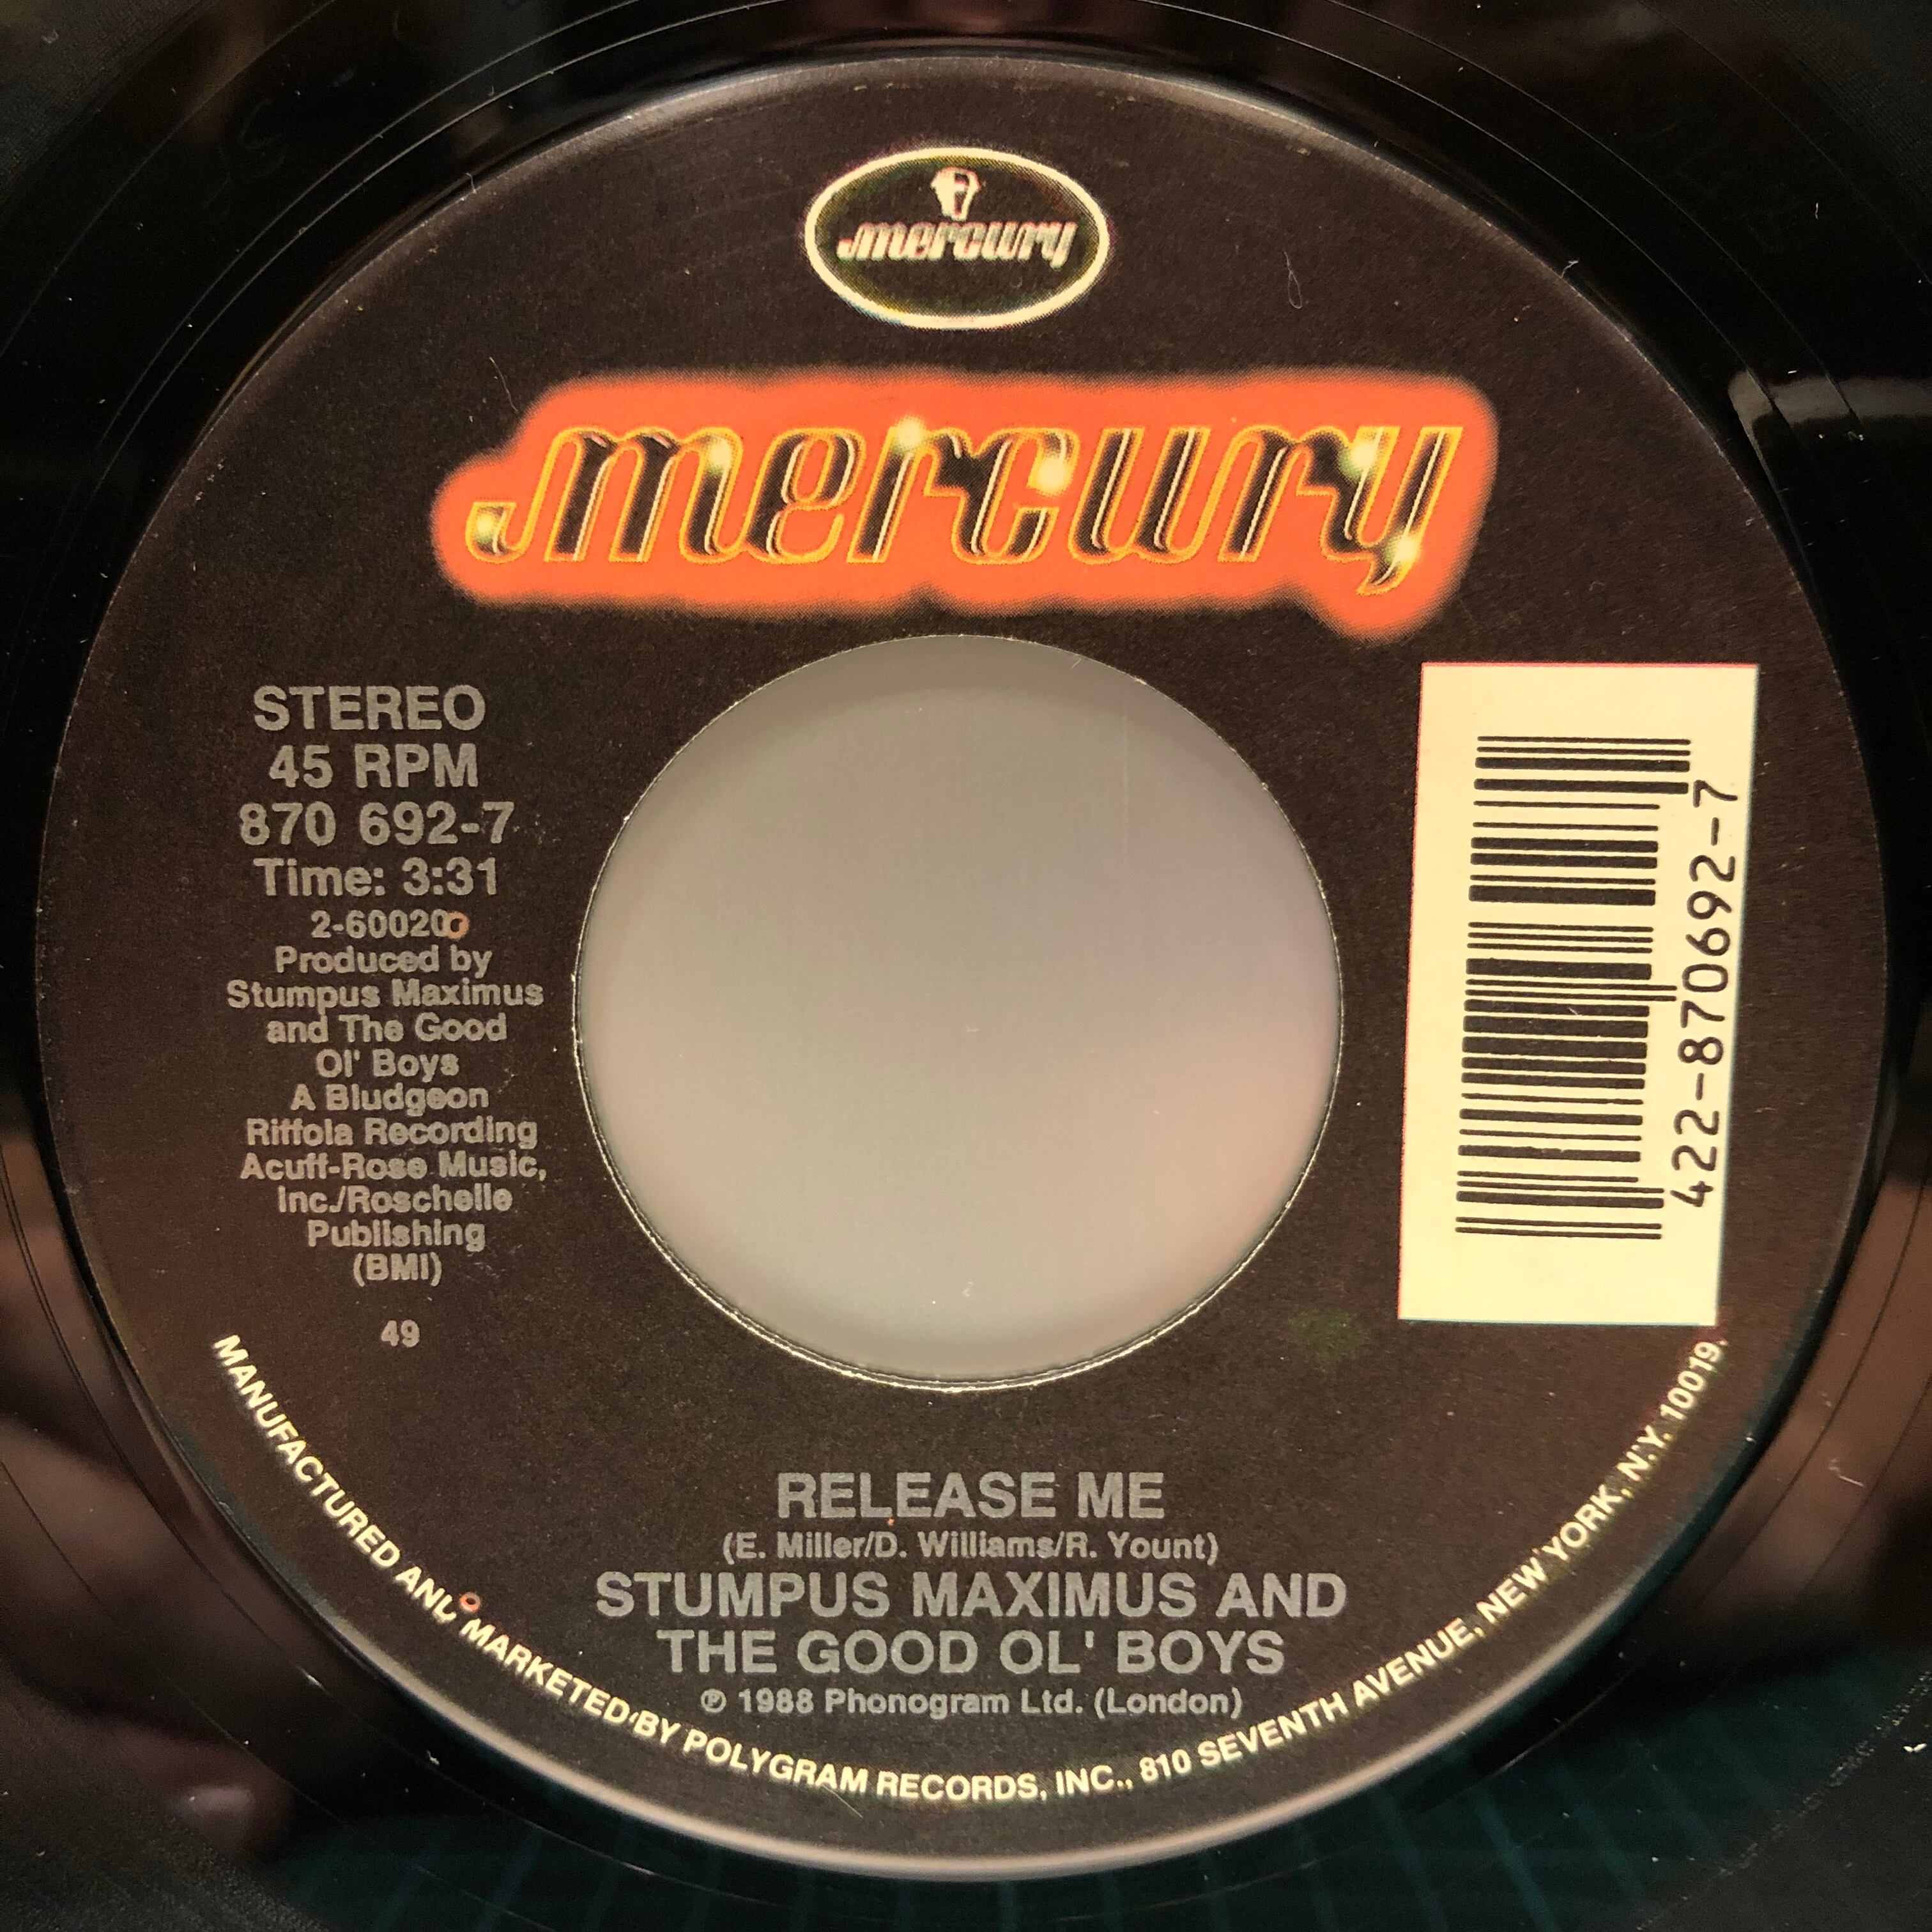 mercury
mercury
STEREO
45 RPM
870 692-7
Time: 3:31
2-60020
Produced by
Stumpus Maximus
and The Good
Ol' Boys
A Bludgeon
Riffola Recording
Acuff-Rose Music,
Inc./Roschelle
Publishing
(BMI)
49
422-870692-7
RELEASE ME
(E. Miller/D. Williams/R. Yount)
STUMPUS MAXIMUS AND
THE GOOD OL' BOYS
℗ 1988 Phonogram Ltd. (London)
MANUFACTURED AND MARKETED BY POLYGRAM RECORDS, INC., 810 SEVENTH AVENUE, NEW YORK, N.Y. 10019.